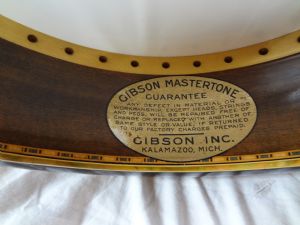 GIBSON MASTERTONE
GUARANTEE
ANY DEFECT IN MATERIAL OR
WORKMANSHIP, EXCEPT HEADS, STRINGS
AND PEGS, WILL BE REPAIRED FREE OF
CHARGE OR REPLACED WITH ANOTHER OF
SAME STYLE OR VALUE, IF RETURNED
TO OUR FACTORY CHARGES PREPAID.
GIBSON INC.
KALAMAZOO, MICH.